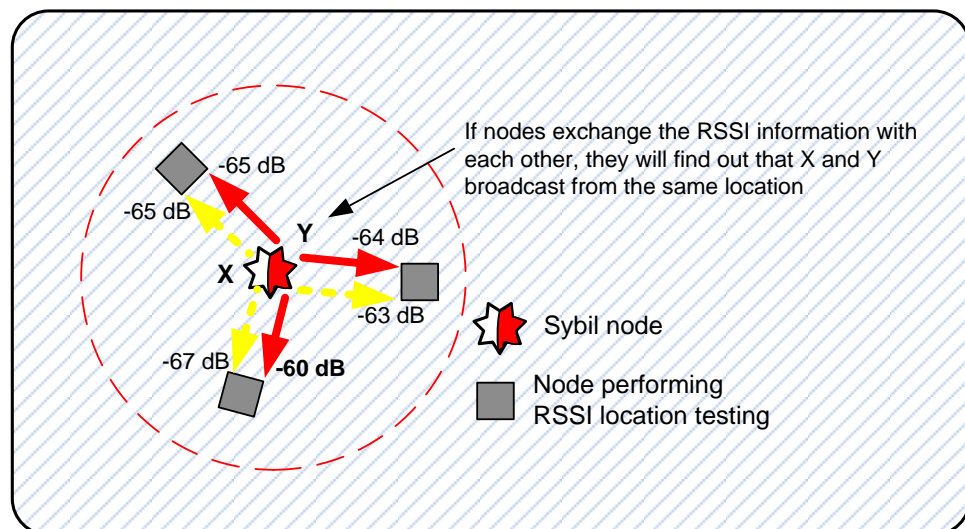 If nodes exchange the RSSI information with
each other, they will find out that X and Y
broadcast from the same location
-65 dB
-65 dB
Y
-64 dB
X
-63 dB
-67 dB
-60 dB
Sybil node
Node performing
RSSI location testing